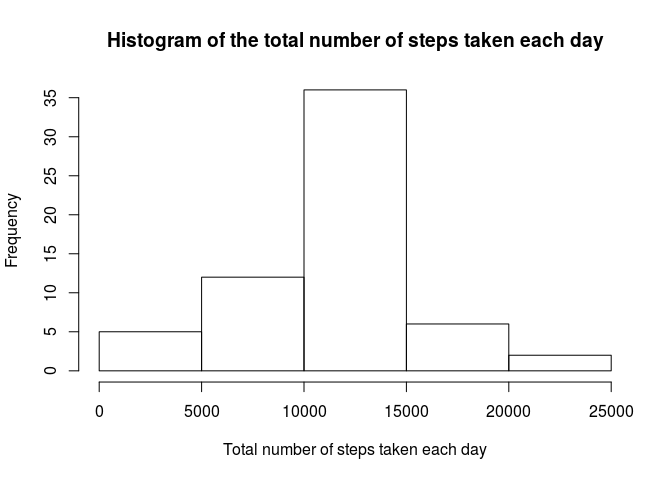 Histogram of the total number of steps taken each day
Frequency
35
30
25
20
15
10
5
0
0 5000 10000 15000 20000 25000
Total number of steps taken each day